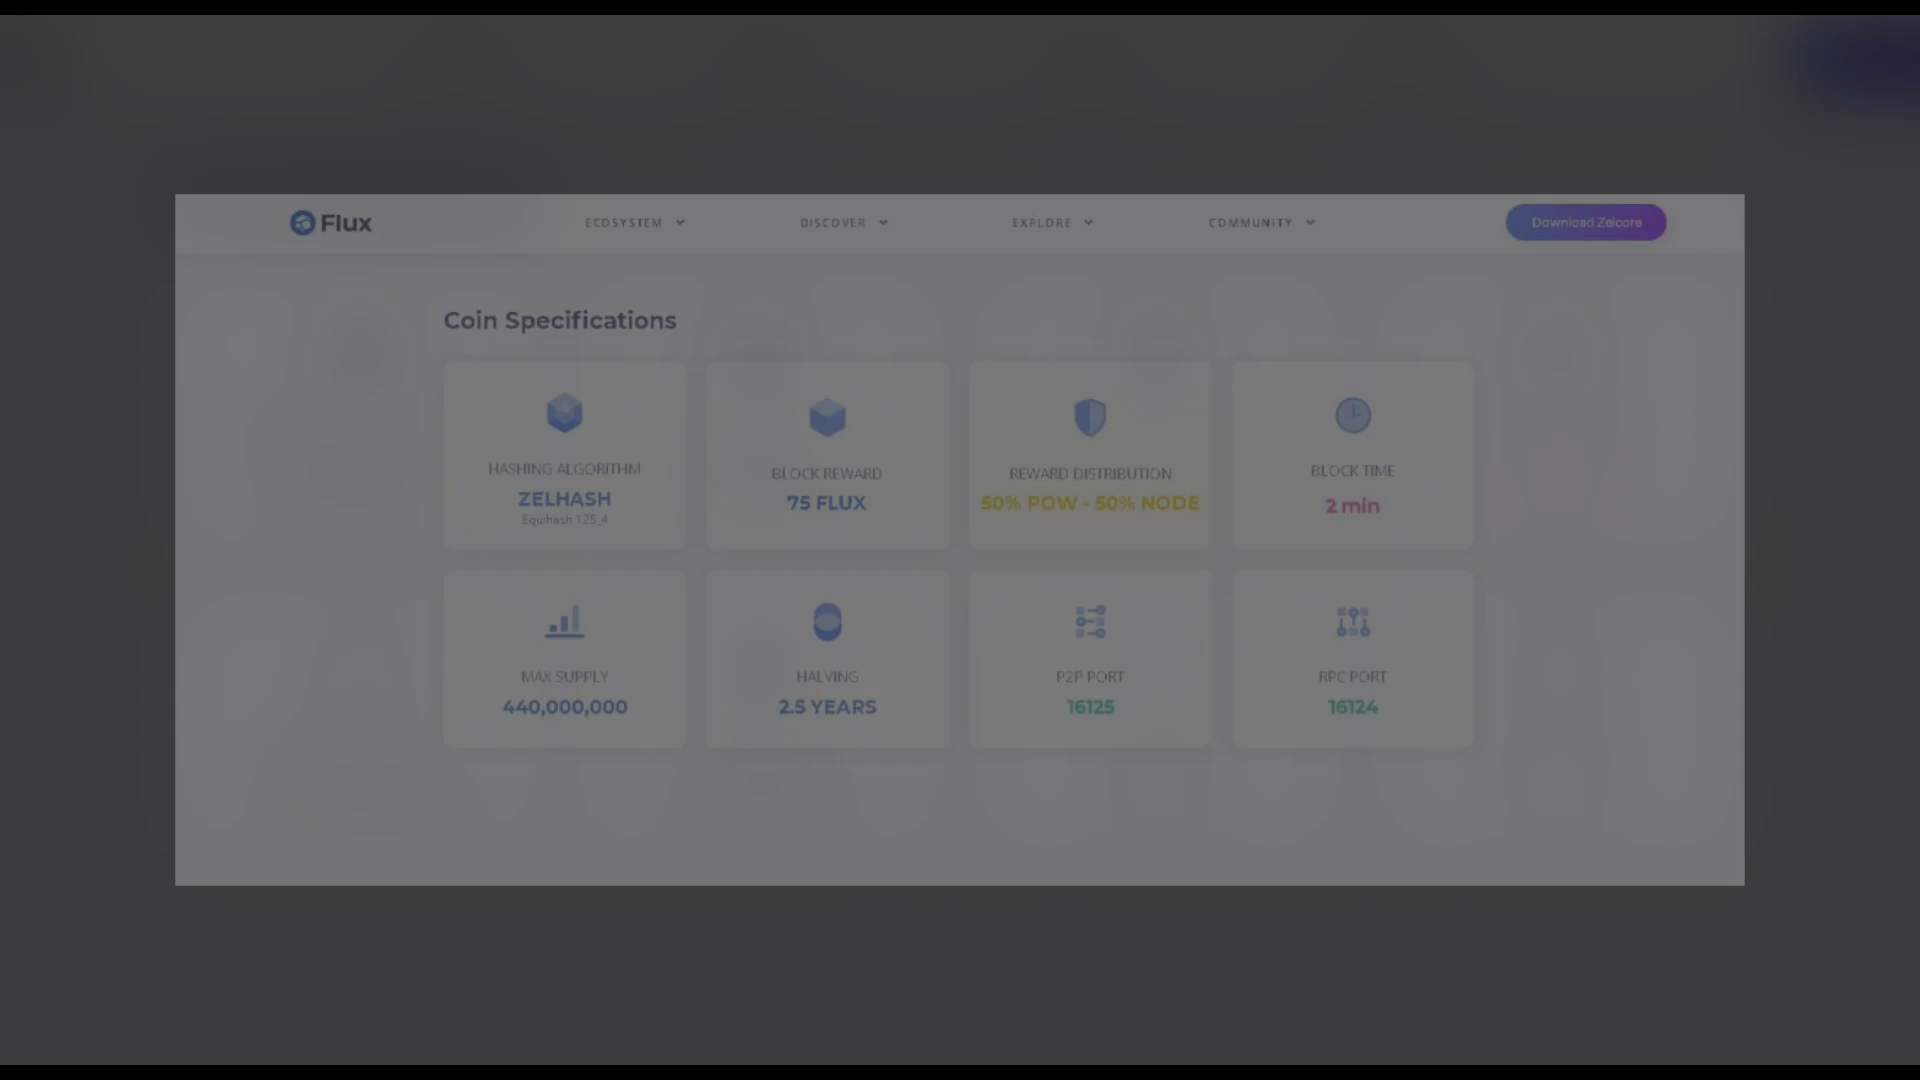 Flux
ECOSYSTEM
DISCOVER
EXPLORE
COMMUNITY
Download Zelcore
Coin Specifications
HASHING ALGORITHM
ZELHASH
Equihash 125_4
BLOCK REWARD
75 FLUX
REWARD DISTRIBUTION
50% POW - 50% NODE
BLOCK TIME
2 min
MAX SUPPLY
440,000,000
HALVING
2.5 YEARS
P2P PORT
16125
RPC PORT
16124